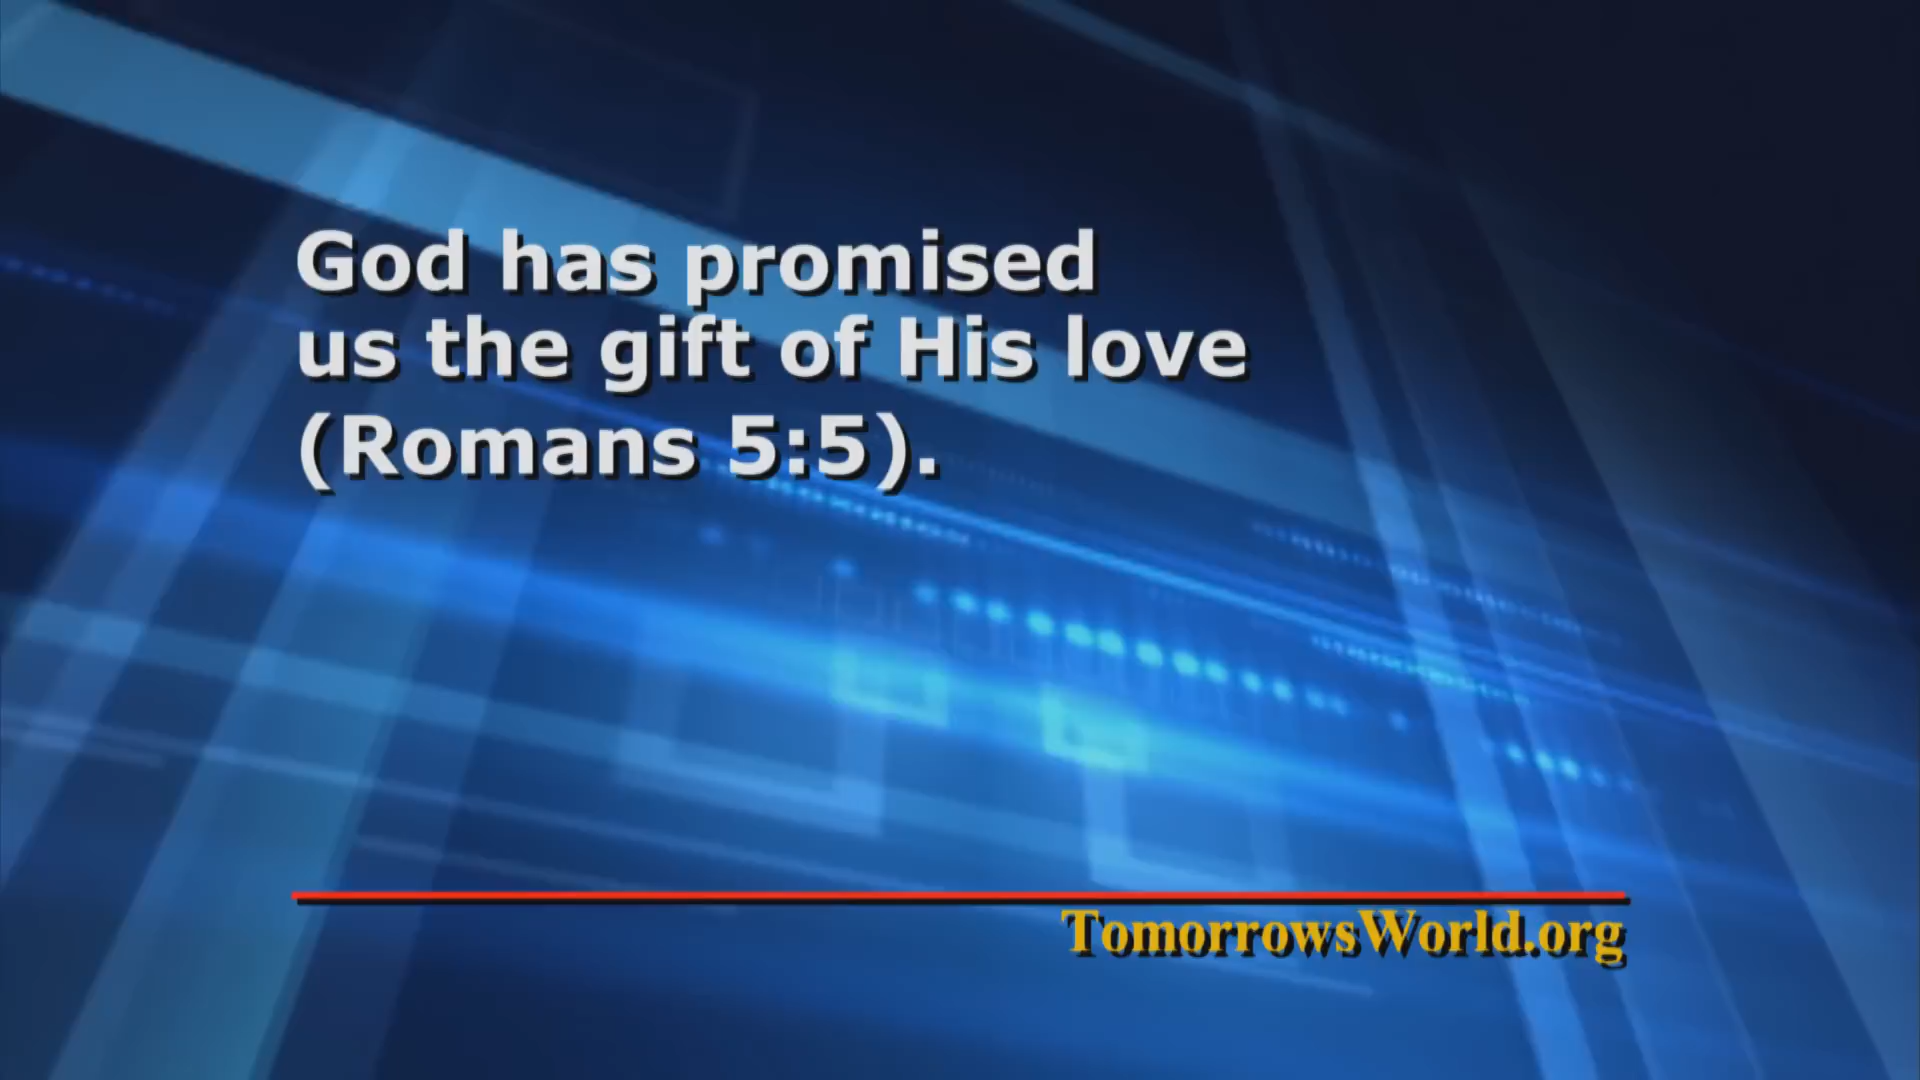 God has promised
us the gift of His love
(Romans 5:5).
TomorrowsWorld.org